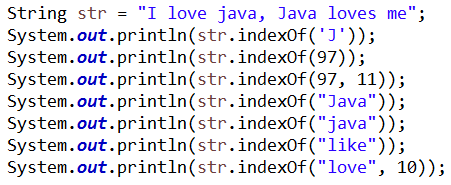 String str = "I love java, Java loves me";
System.out.println(str.indexOf('J'));
System.out.println(str.indexOf(97));
System.out.println(str.indexOf(97, 11));
System.out.println(str.indexOf("Java"));
System.out.println(str.indexOf("java"));
System.out.println(str.indexOf("like"));
System.out.println(str.indexOf("love", 10));